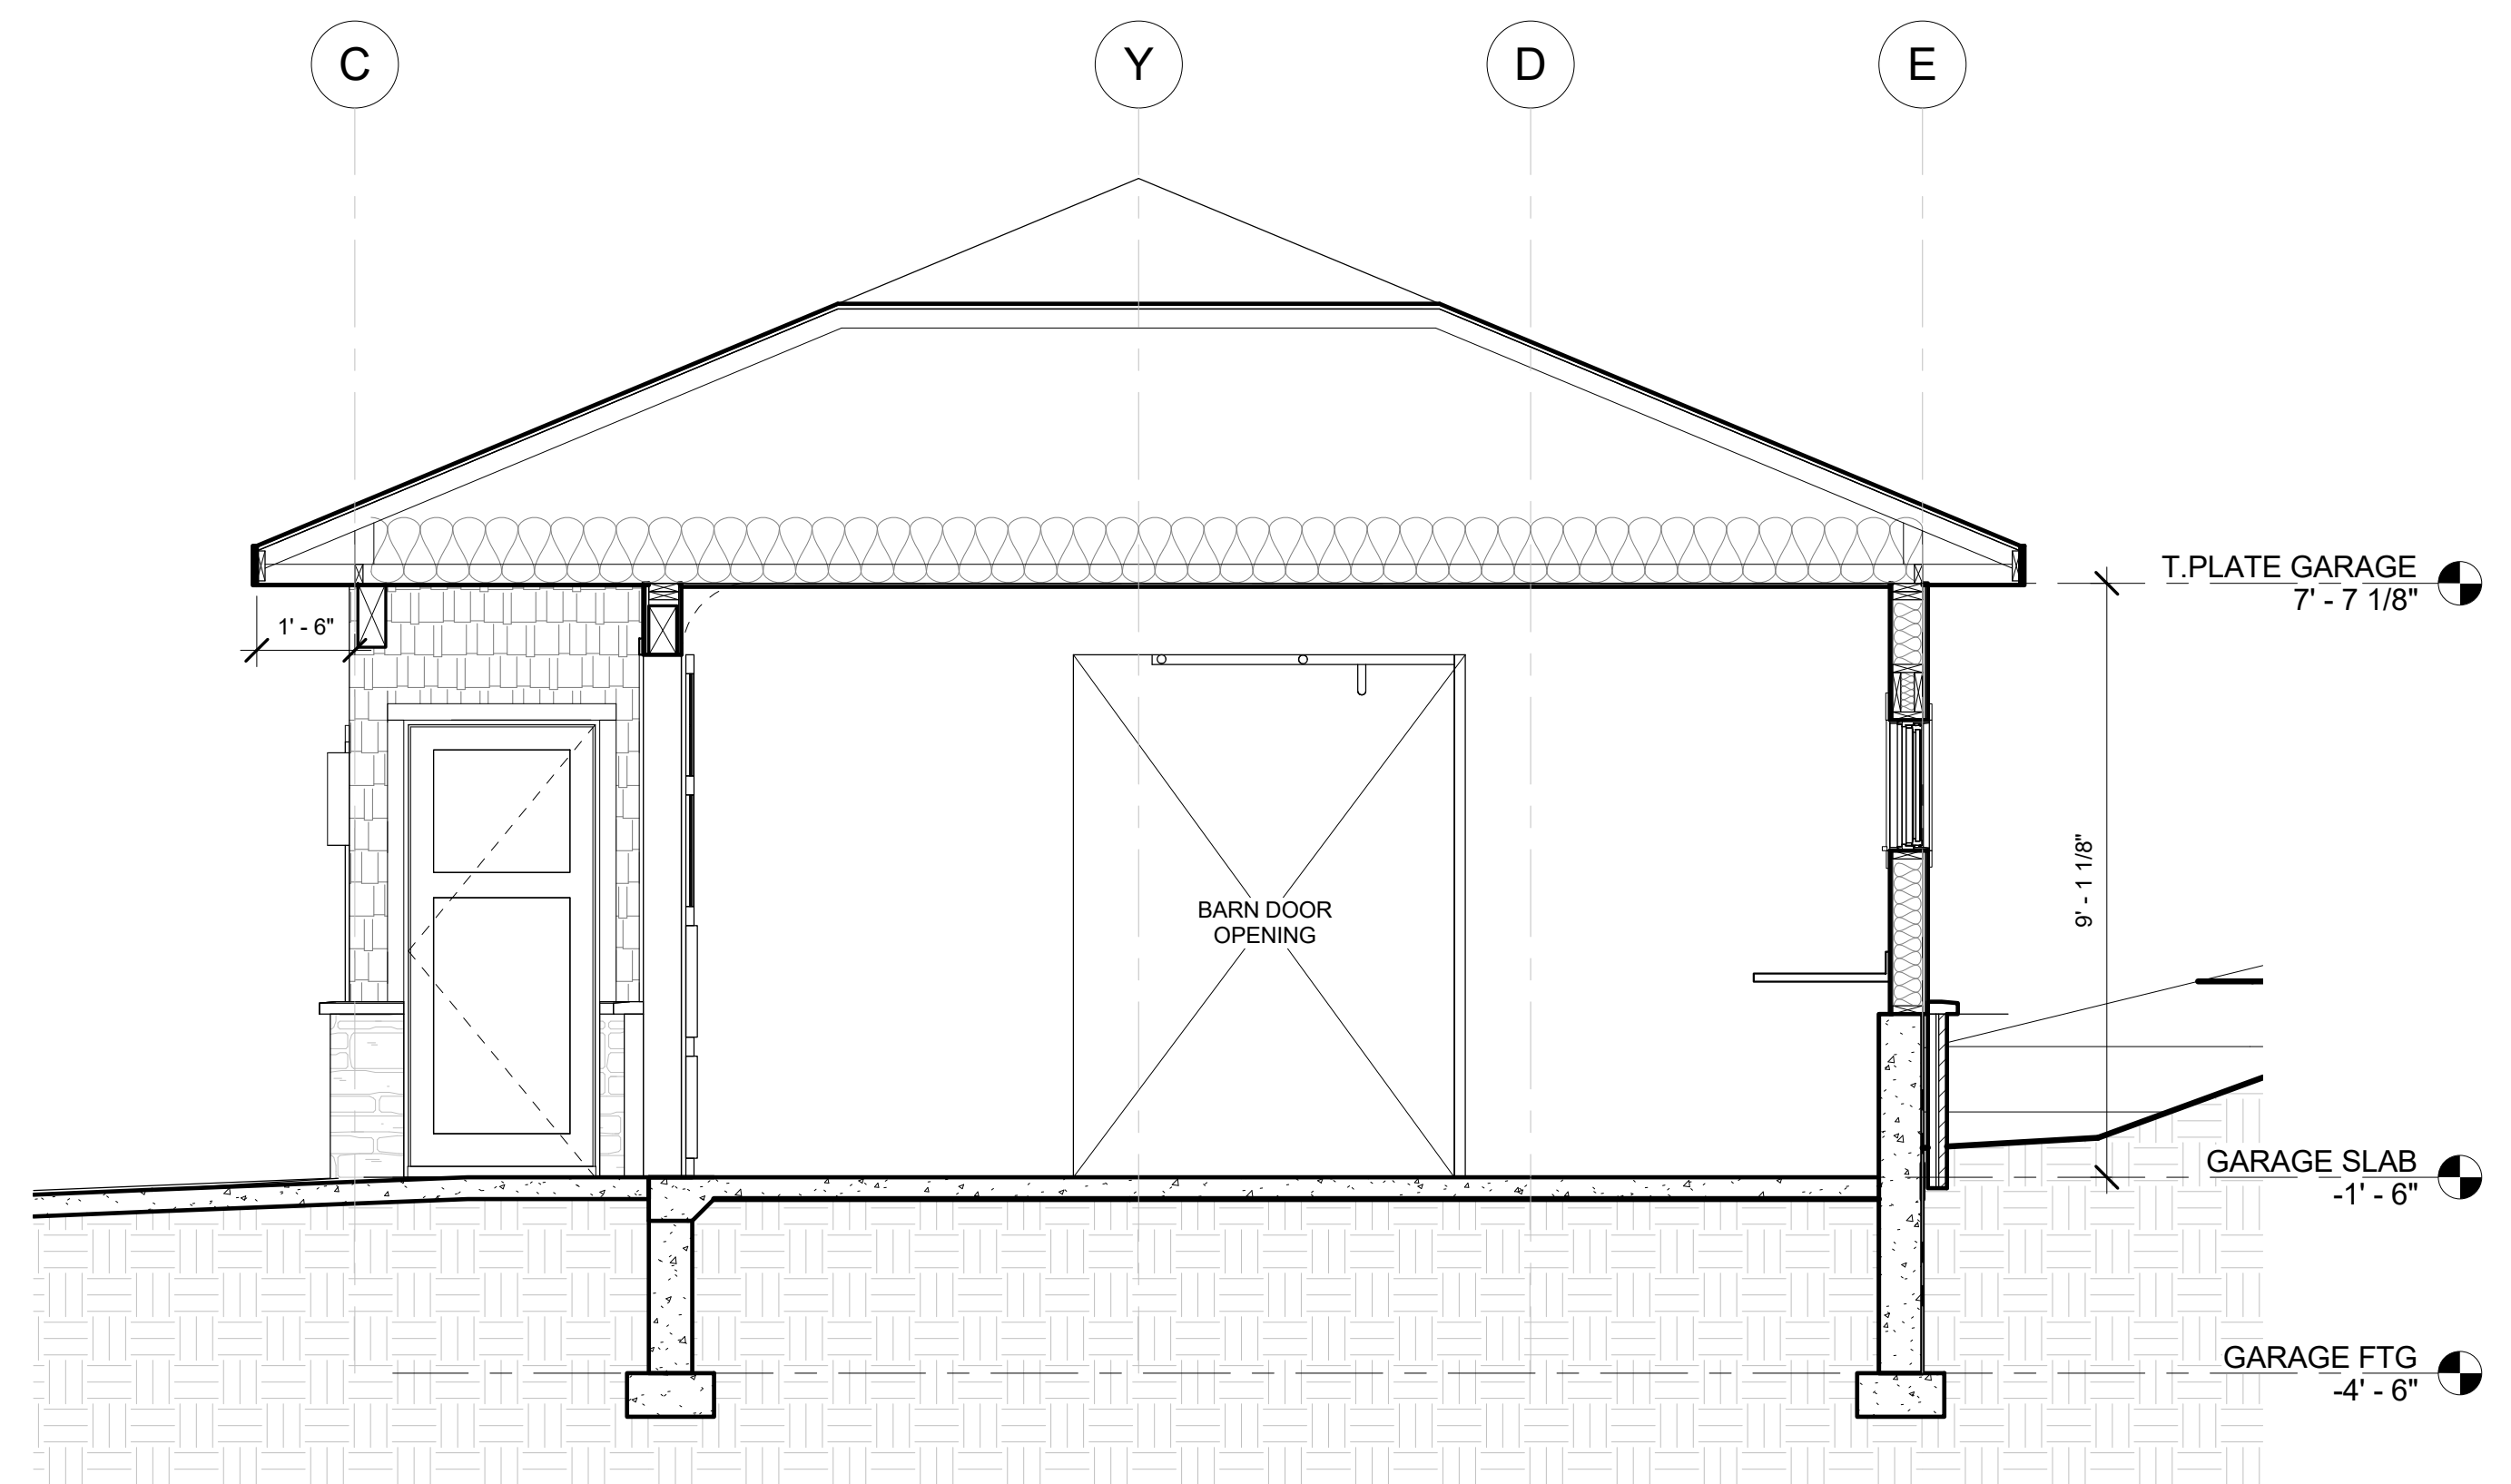 C
Y
D
E
T.PLATE GARAGE
7' - 7 1/8"
1' - 6"
9' - 1 1/8"
BARN DOOR
OPENING
GARAGE SLAB
-1' - 6"
GARAGE FTG
-4' - 6"